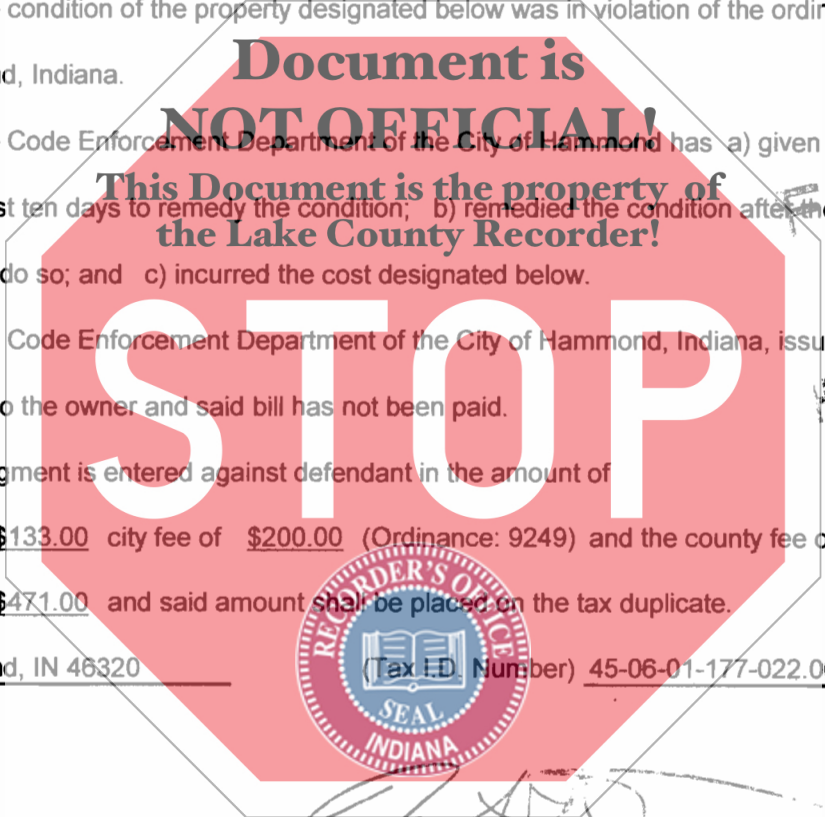 condition of the property designated below was in violation of the ordin
Document is
d, Indiana.
NOT OFFICIAL!
Code Enforcement Department of the City of Hammond has a) given
This Document is the property of
st ten days to remedy the condition; b) remedied the condition after the
the Lake County Recorder!
do so; and c) incurred the cost designated below.
STOP
Code Enforcement Department of the City of Hammond, Indiana, issu
o the owner and said bill has not been paid.
gment is entered against defendant in the amount of
$133.00 city fee of $200.00 (Ordinance: 9249) and the county fee o
$471.00 and said amount shall be placed on the tax duplicate.
d, IN 46320 (Tax I.D. Number) 45-06-01-177-022.0
RECORDER'S OFFICE
SEAL
INDIANA